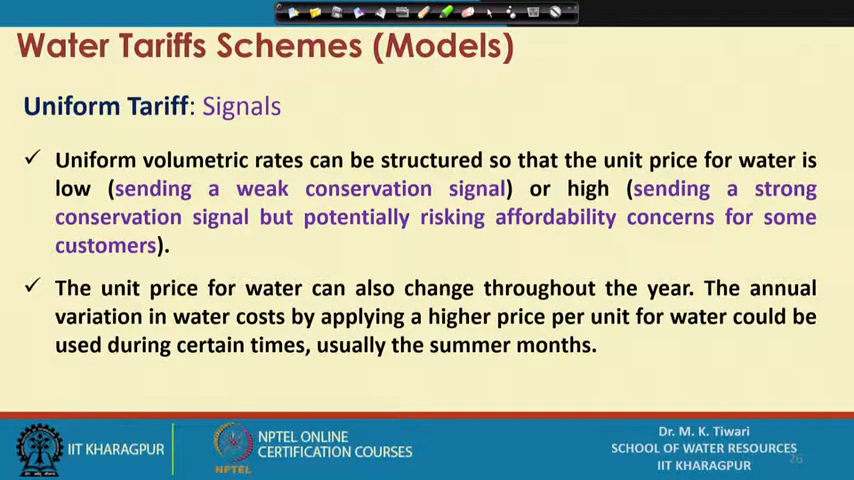 Water Tariffs Schemes (Models)
Uniform Tariff: Signals
✓ Uniform volumetric rates can be structured so that the unit price for water is
low (sending a weak conservation signal) or high (sending a strong
conservation signal but potentially risking affordability concerns for some
customers).
✓ The unit price for water can also change throughout the year. The annual
variation in water costs by applying a higher price per unit for water could be
used during certain times, usually the summer months.
IIT KHARAGPUR
NPTEL
NPTEL ONLINE
CERTIFICATION COURSES
Dr. M. K. Tiwari
SCHOOL OF WATER RESOURCES
IIT KHARAGPUR
26